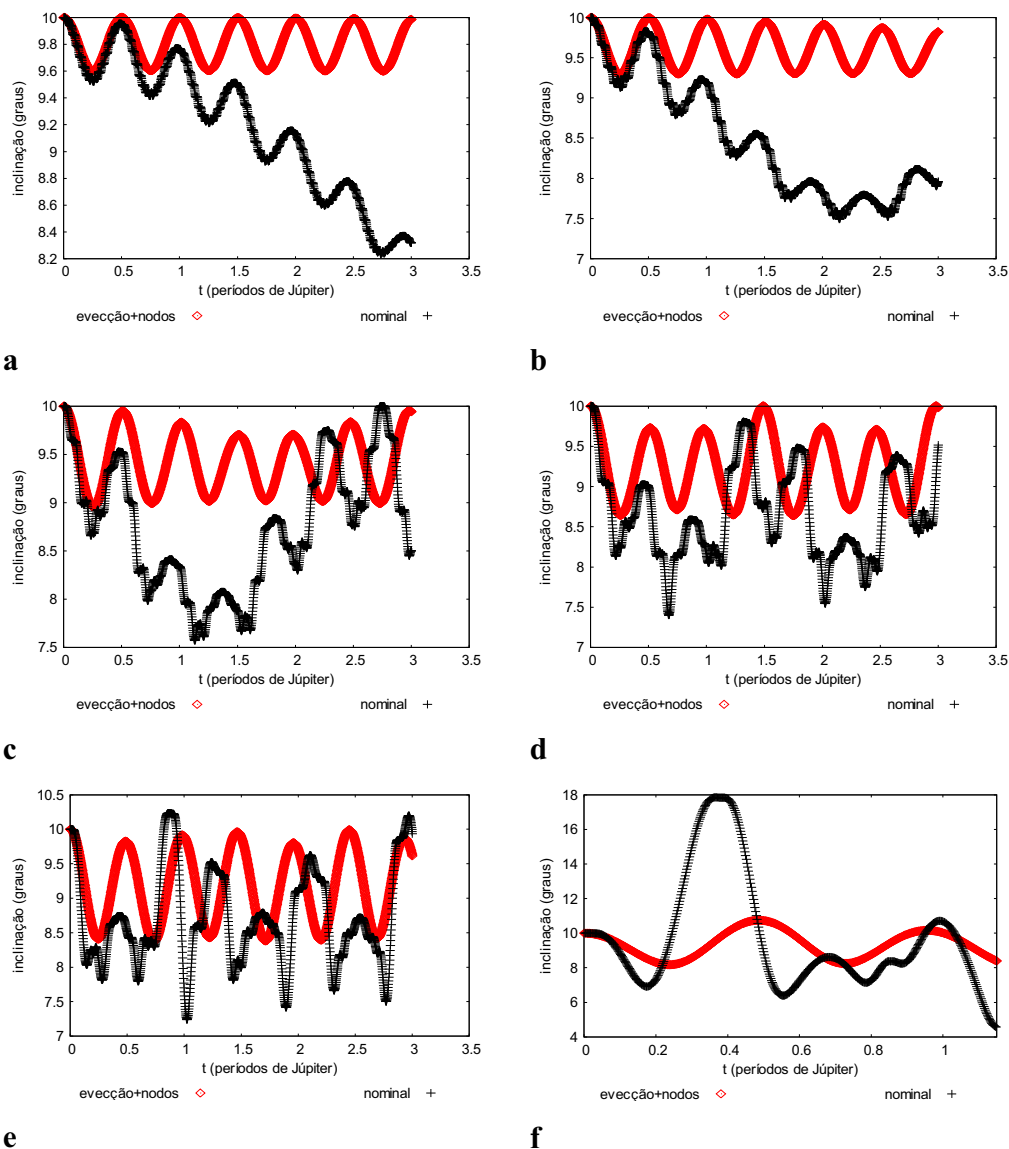 10
9.8
9.6
9.4
9.2
9
8.8
8.6
8.4
8.2
inclinação (graus)
0 0.5 1 1.5 2 2.5 3 3.5
t (períodos de Júpiter)
evecção+nodos nominal
a
10
9.5
9
8.5
8
7.5
7
inclinação (graus)
0 0.5 1 1.5 2 2.5 3 3.5
t (períodos de Júpiter)
evecção+nodos nominal
b
10
9.5
9
8.5
8
7.5
inclinação (graus)
0 0.5 1 1.5 2 2.5 3 3.5
t (períodos de Júpiter)
evecção+nodos nominal
c
10
9.5
9
8.5
8
7.5
7
inclinação (graus)
0 0.5 1 1.5 2 2.5 3 3.5
t (períodos de Júpiter)
evecção+nodos nominal
d
10.5
10
9.5
9
8.5
8
7.5
7
inclinação (graus)
0 0.5 1 1.5 2 2.5 3 3.5
t (períodos de Júpiter)
evecção+nodos nominal
e
18
16
14
12
10
8
6
4
inclinação (graus)
0 0.2 0.4 0.6 0.8 1
t (períodos de Júpiter)
evecção+nodos nominal
f